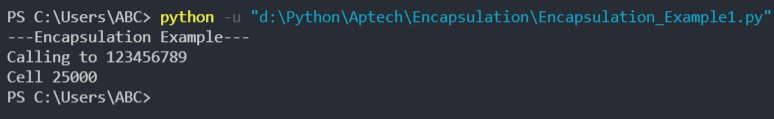 PS C:\Users\ABC> python -u "d:\Python\Aptech\Encapsulation\Encapsulation_Example1.py"
---Encapsulation Example---
Calling to 123456789
Cell 25000
PS C:\Users\ABC>